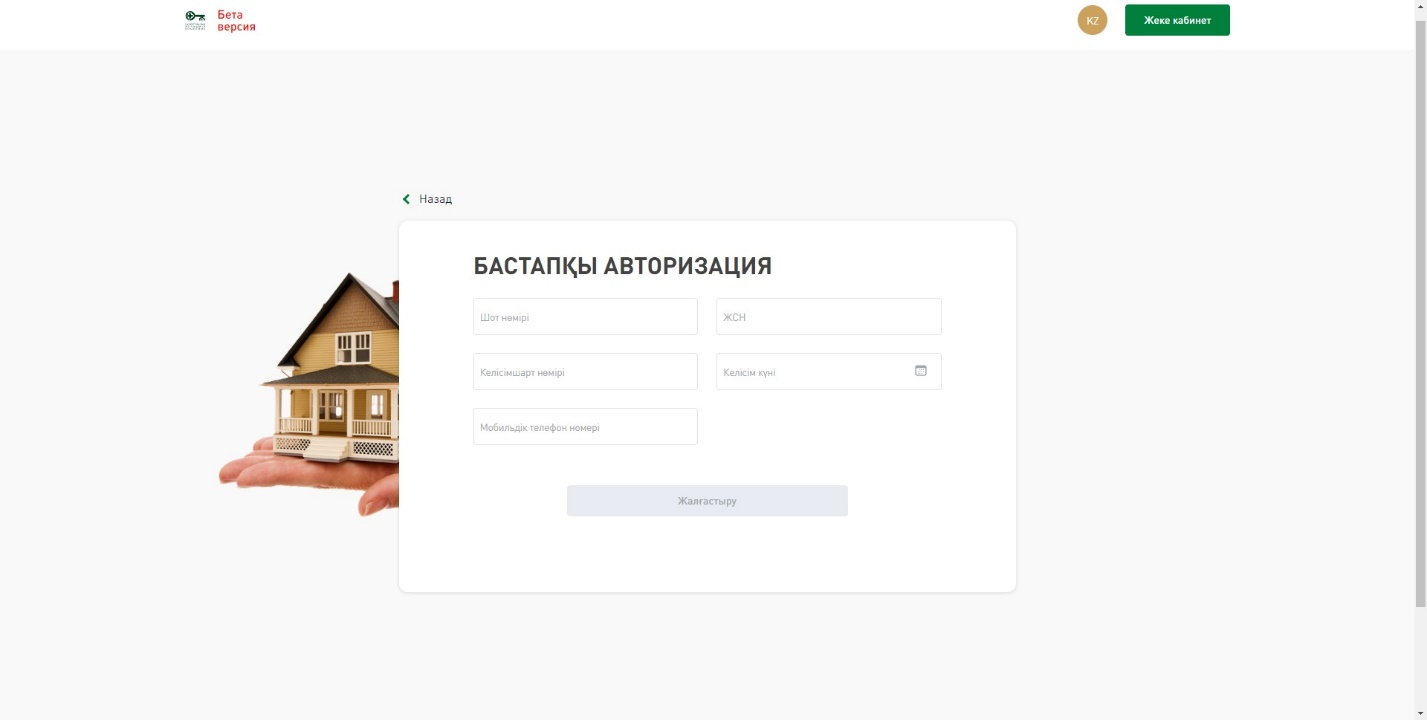 Бета
версия
KZ
Жеке кабинет
Назад
БАСТАПҚЫ АВТОРИЗАЦИЯ
Шот нөмірі
ЖСН
Келісімшарт нөмірі
Келісім күні
Мобильдік телефон номері
Жалғастыру